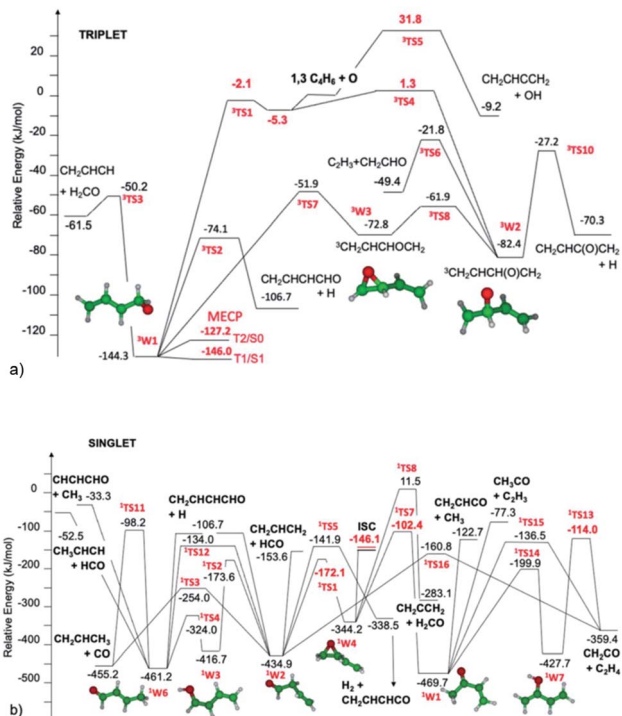 TRIPLET
31.8
³TS5
1,3 C₄H₆ + O
CH₂CHCCH₂
+ OH
-2.1
³TS1
-5.3
1.3
³TS4
-9.2
-21.8
³TS6
-27.2
³TS10
C₂H₃+CH₂CHO
-49.4
CH₂CHCH
+ H₂CO
-50.2
³TS3
-61.5
-51.9
³TS7
³W3
-72.8
³CH₂CHCHOCH₂
-61.9
³TS8
³W2
-82.4
³CH₂CHCH(O)CH₂
-70.3
CH₂CHC(O)CH₂
+ H
-74.1
³TS2
CH₂CHCHCHO
+ H
-106.7
³W1
-144.3
MECP
-127.2
T2/S0
-146.0
T1/S1
Relative Energy (kJ/mol)
20
0
-20
-40
-60
-80
-100
-120
a)
SINGLET
CHCHCHO
+ CH₃
-33.3
-52.5
CH₃CHCH
+ HCO
¹TS11
-98.2
CH₂CHCHCHO
+ H
-106.7
-134.0
¹TS12
¹TS2
-173.6
¹TS3
-254.0
¹TS4
-324.0
-416.7
CH₂CHCH₂
+ HCO
-153.6
¹TS5
-141.9
-172.1
¹TS1
ISC
-146.1
¹TS8
11.5
¹TS7
-102.4
CH₂CHCO
+ CH₃
-122.7
-160.8
¹TS16
-283.1
CH₂CCH₂
+ H₂CO
CH₃CO
+ C₂H₃
-77.3
¹TS15
-136.5
¹TS14
-199.9
¹TS13
-114.0
-344.2
-338.5
¹W4
-359.4
CH₂CO
+ C₂H₄
CH₂CHCH₃
+ CO
-455.2
-461.2
¹W6
¹W3
-434.9
¹W2
H₂ +
CH₂CHCHCO
-469.7
¹W1
-427.7
¹W7
Relative Energy (kJ/mol)
0
-100
-200
-300
-400
-500
b)